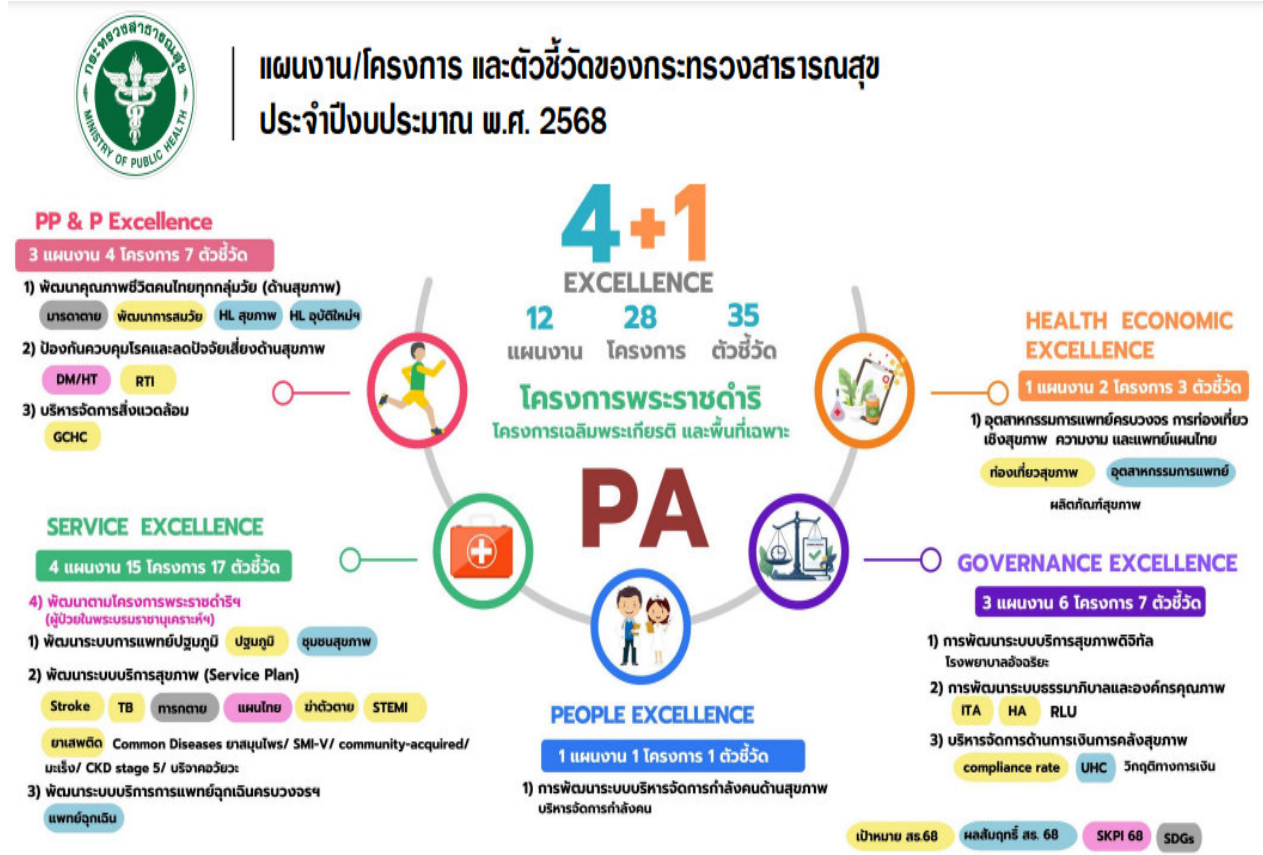 กระทรวงสาธารณสุข
MINISTRY OF PUBLIC HEALTH
แผนงาน/โครงการ และตัวชี้วัดของกระทรวงสาธารณสุข
ประจำปีงบประมาณ พ.ศ. 2568
4+1
EXCELLENCE
12 28 35
แผนงาน โครงการ ตัวชี้วัด
โครงการพระราชดำริ
โครงการเฉลิมพระเกียรติ และพื้นที่เฉพาะ
PA
PP & P Excellence
3 แผนงาน 4 โครงการ 7 ตัวชี้วัด
1) พัฒนาคุณภาพชีวิตคนไทยทุกกลุ่มวัย (ด้านสุขภาพ)
มารดาตาย พัฒนาการสมวัย HL สุขภาพ HL อุบัติใหม่ฯ
2) ป้องกันควบคุมโรคและลดปัจจัยเสี่ยงด้านสุขภาพ
DM/HT RTI
3) บริหารจัดการสิ่งแวดล้อม
GCHC
SERVICE EXCELLENCE
4 แผนงาน 15 โครงการ 17 ตัวชี้วัด
4) พัฒนาตามโครงการพระราชดำริฯ
(ผู้ป่วยในพระบรมราชานุเคราะห์ฯ)
1) พัฒนาระบบการแพทย์ปฐมภูมิ ปฐมภูมิ ชุมชนสุขภาพ
2) พัฒนาระบบบริการสุขภาพ (Service Plan)
Stroke TB ทารกตาย แผนไทย ฆ่าตัวตาย STEMI
ยาเสพติด Common Diseases ยาสมุนไพร/ SMI-V/ community-acquired/
มะเร็ง/ CKD stage 5/ บริจาคอวัยวะ
3) พัฒนาระบบบริการการแพทย์ฉุกเฉินครบวงจรฯ
แพทย์ฉุกเฉิน
PEOPLE EXCELLENCE
1 แผนงาน 1 โครงการ 1 ตัวชี้วัด
1) การพัฒนาระบบบริหารจัดการกำลังคนด้านสุขภาพ
บริหารจัดการกำลังคน
HEALTH ECONOMIC
EXCELLENCE
1 แผนงาน 2 โครงการ 3 ตัวชี้วัด
1) อุตสาหกรรมการแพทย์ครบวงจร การท่องเที่ยว
เชิงสุขภาพ ความงาม และแพทย์แผนไทย
ท่องเที่ยวสุขภาพ อุตสาหกรรมการแพทย์
ผลิตภัณฑ์สุขภาพ
GOVERNANCE EXCELLENCE
3 แผนงาน 6 โครงการ 7 ตัวชี้วัด
1) การพัฒนาระบบบริการสุขภาพดิจิทัล
โรงพยาบาลอัจฉริยะ
2) การพัฒนาระบบธรรมาภิบาลและองค์กรคุณภาพ
ITA HA RLU
3) บริหารจัดการด้านการเงินการคลังสุขภาพ
compliance rate UHC วิกฤติทางการเงิน
เป้าหมาย สธ.68 ผลสัมฤทธิ์ สธ. 68 SKPI 68 SDGs